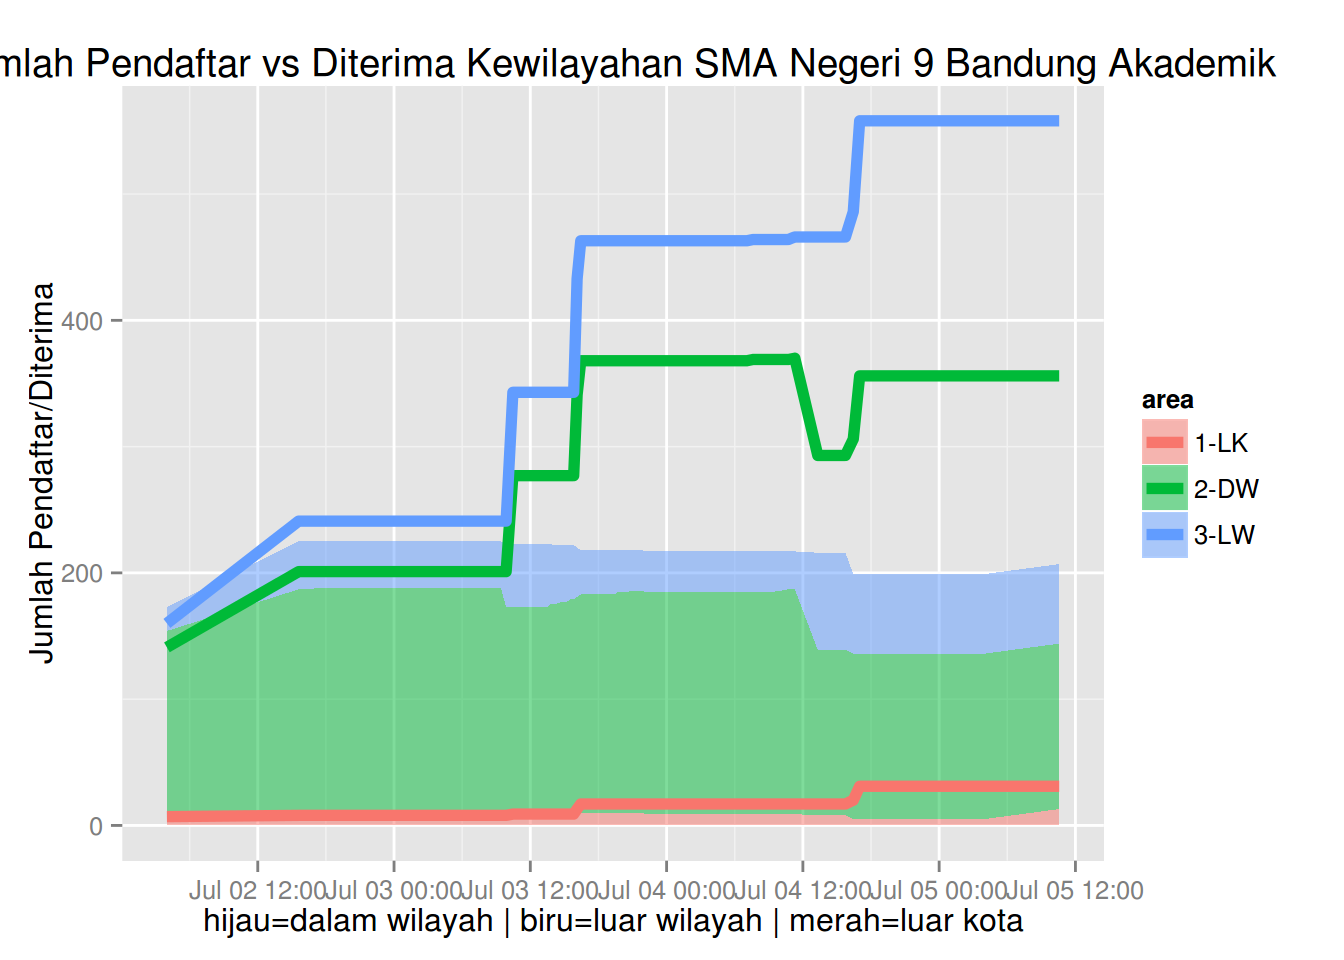 Pendaftar vs Diterima Kewilayahan SMA Negeri 9 Bandung Akademik
Jumlah Pendaftar/Diterima
400
200
0
area
1-LK
2-DW
3-LW
Jul 02 12:00
Jul 03 00:00
Jul 03 12:00
Jul 04 00:00
Jul 04 12:00
Jul 05 00:00
Jul 05 12:00
hijau=dalam wilayah | biru=luar wilayah | merah=luar kota